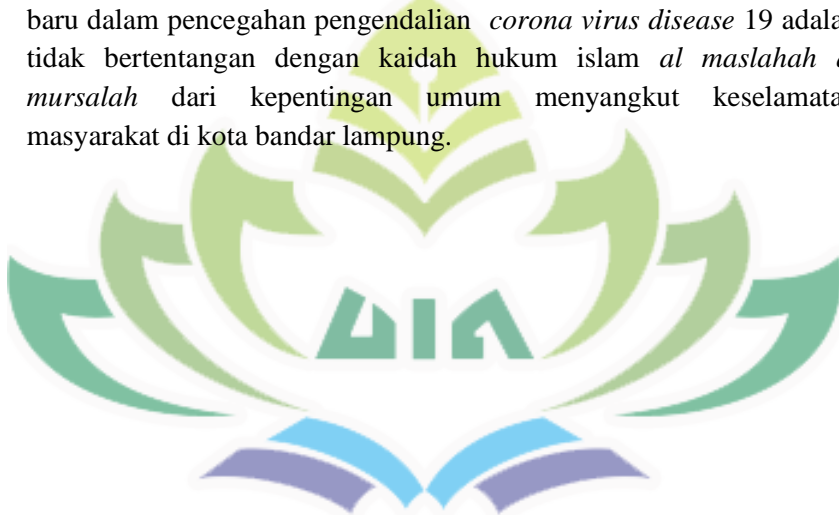 baru dalam pencegahan pengendalian corona virus disease 19 adala
tidak bertentangan dengan kaidah hukum islam al maslahah
mursalah dari kepentingan umum menyangkut keselamata
masyarakat di kota bandar lampung.
UIN